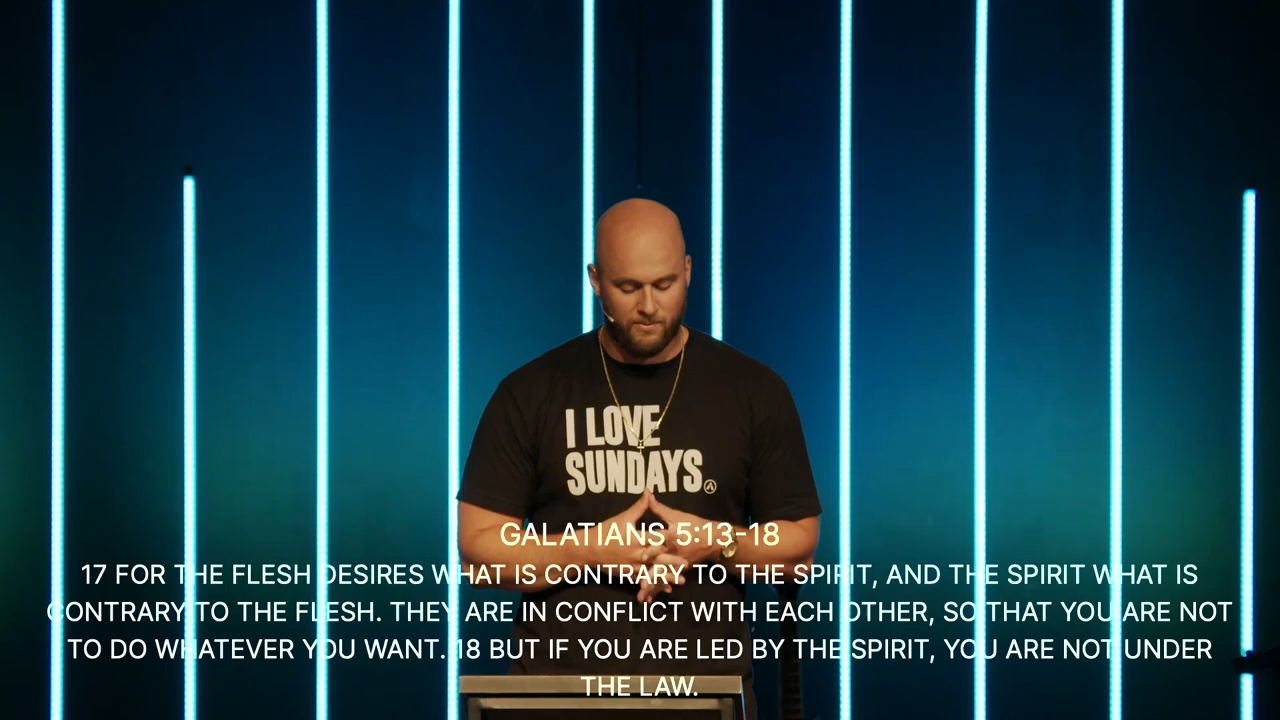 I LOVE
SUNDAYS.
GALATIANS 5:13-18
17 FOR THE FLESH DESIRES WHAT IS CONTRARY TO THE SPIRIT, AND THE SPIRIT WHAT IS
CONTRARY TO THE FLESH. THEY ARE IN CONFLICT WITH EACH OTHER, SO THAT YOU ARE NOT
TO DO WHATEVER YOU WANT. 18 BUT IF YOU ARE LED BY THE SPIRIT, YOU ARE NOT UNDER
THE LAW.